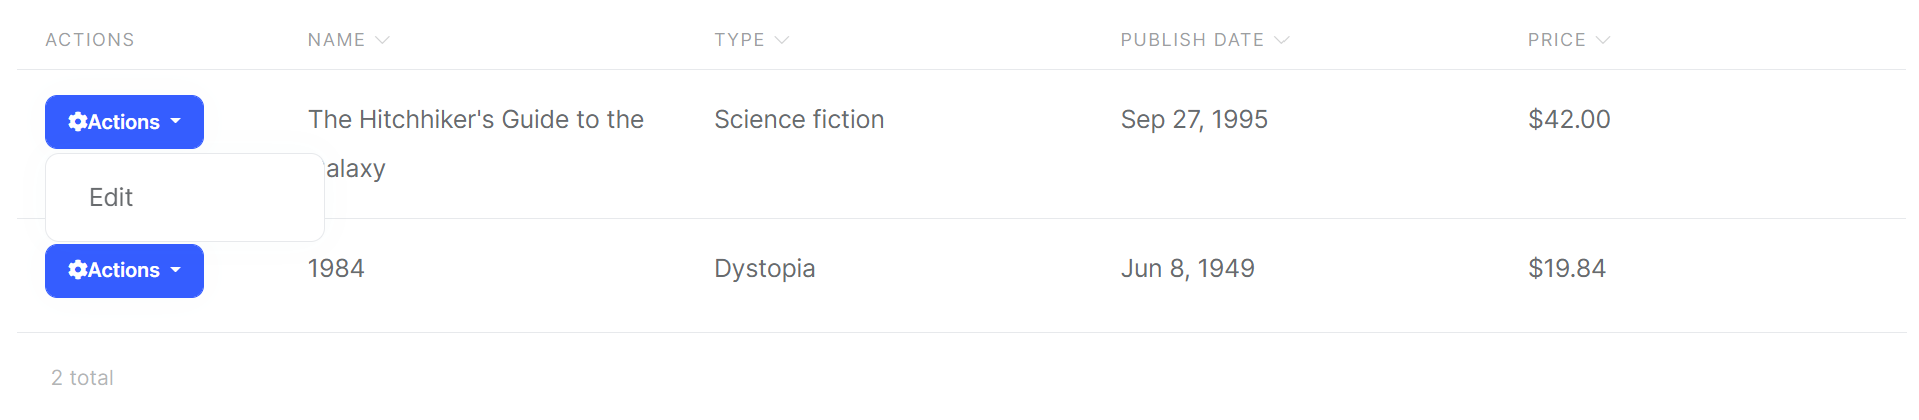 ACTIONS NAME TYPE PUBLISH DATE PRICE
Actions The Hitchhiker's Guide to the Science fiction Sep 27, 1995 $42.00
alaxy
Edit
Actions 1984 Dystopia Jun 8, 1949 $19.84
2 total